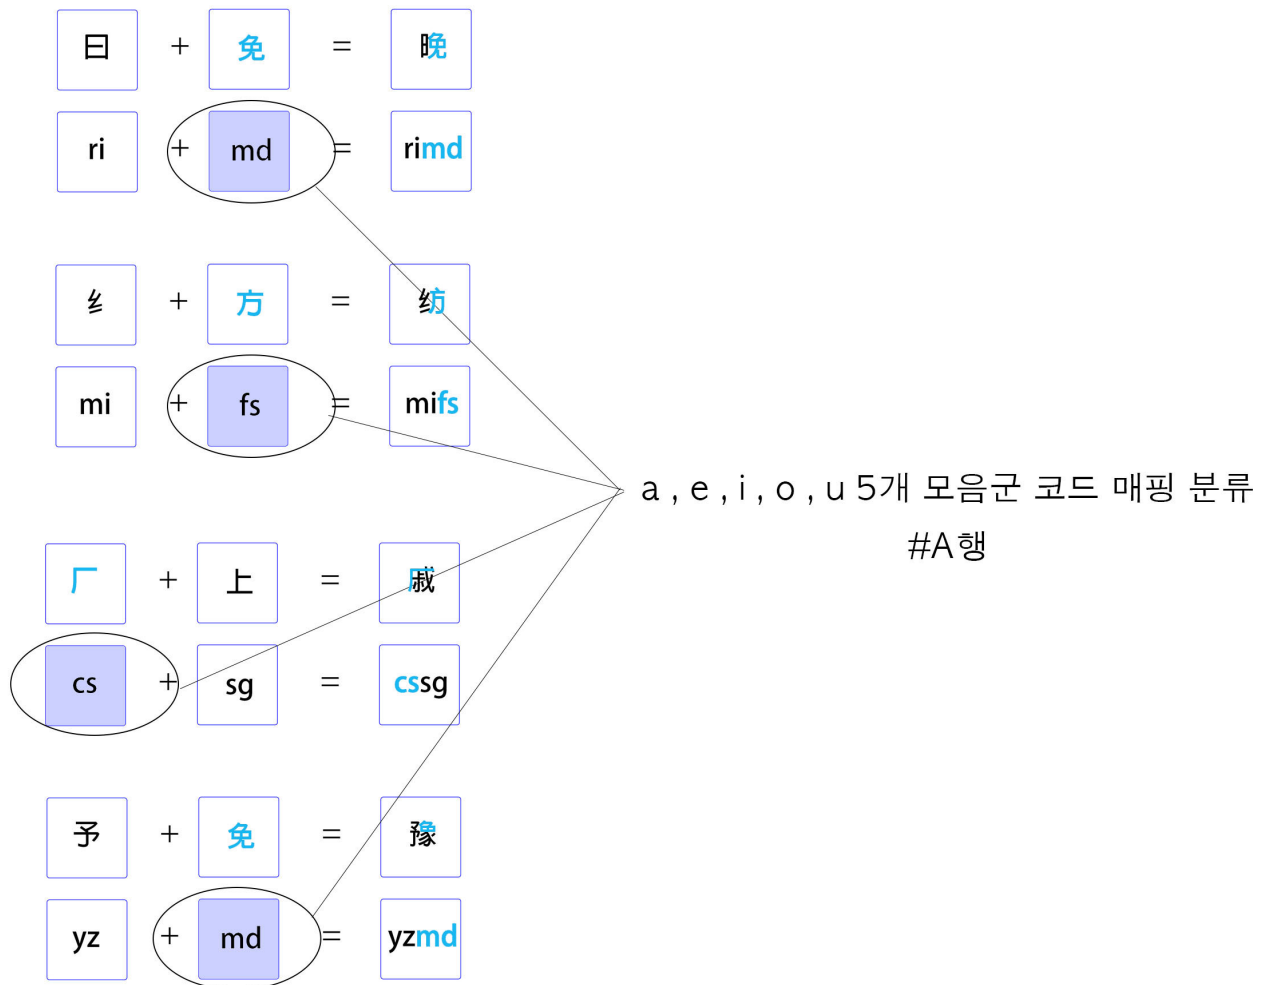 日 + 免 = 晩
ri + md = rimd
纟 + 方 = 纺
mi + fs = mifs
a , e , i , o , u 5개 모음군 코드 매핑 분류
#A행
厂 + 上 = 戚
cs + sg = cssg
予 + 免 = 豫
yz + md = yzmd